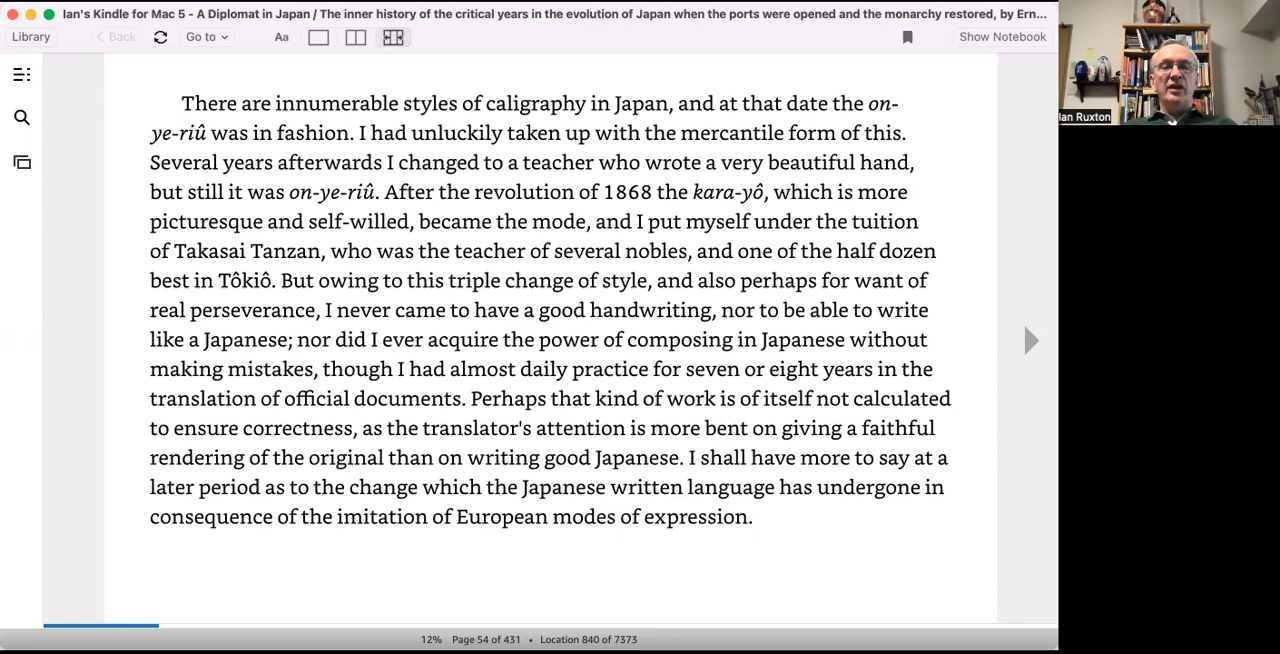 Ian's Kindle for Mac 5 - A Diplomat in Japan / The inner history of the critical years in the evolution of Japan when the ports were opened and the monarchy restored, by Ern...
Library
Back
Go to
Aa
Show Notebook
There are innumerable styles of caligraphy in Japan, and at that date the on-
ye-riû was in fashion. I had unluckily taken up with the mercantile form of this.
Several years afterwards I changed to a teacher who wrote a very beautiful hand,
but still it was on-ye-riû. After the revolution of 1868 the kara-yô, which is more
picturesque and self-willed, became the mode, and I put myself under the tuition
of Takasai Tanzan, who was the teacher of several nobles, and one of the half dozen
best in Tôkiô. But owing to this triple change of style, and also perhaps for want of
real perseverance, I never came to have a good handwriting, nor to be able to write
like a Japanese; nor did I ever acquire the power of composing in Japanese without
making mistakes, though I had almost daily practice for seven or eight years in the
translation of official documents. Perhaps that kind of work is of itself not calculated
to ensure correctness, as the translator's attention is more bent on giving a faithful
rendering of the original than on writing good Japanese. I shall have more to say at a
later period as to the change which the Japanese written language has undergone in
consequence of the imitation of European modes of expression.
12% Page 54 of 431 • Location 840 of 7373
Ian Ruxton